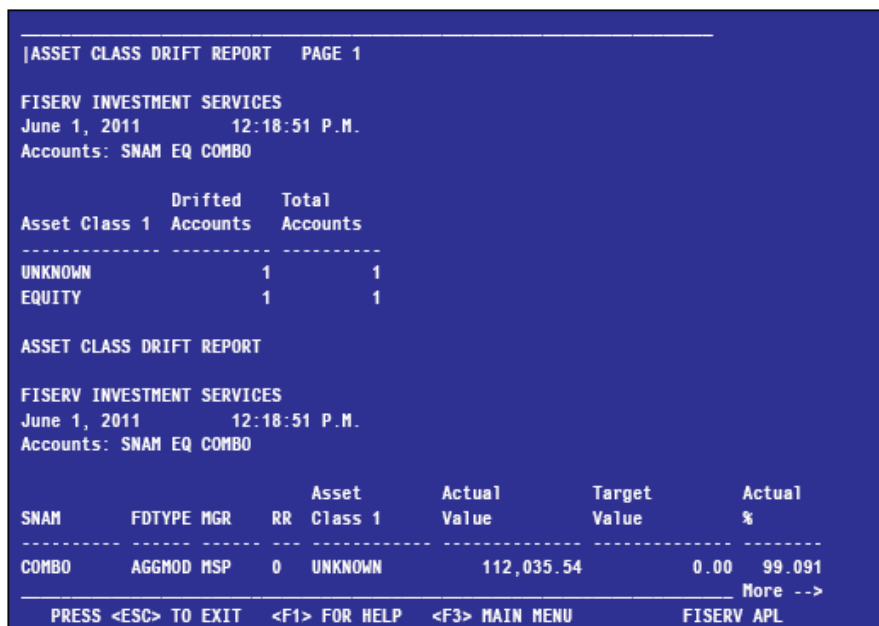 |ASSET CLASS DRIFT REPORT PAGE 1
FISERV INVESTMENT SERVICES
June 1, 2011 12:18:51 P.M.
Accounts: SNAM EQ COMBO
Drifted Total
Asset Class 1 Accounts Accounts
-------------- ---------- ----------
UNKNOWN 1 1
EQUITY 1 1
ASSET CLASS DRIFT REPORT
FISERV INVESTMENT SERVICES
June 1, 2011 12:18:51 P.M.
Accounts: SNAM EQ COMBO
Asset Actual Target Actual
SNAM FDTYPE MGR RR Class 1 Value Value %
---------- ------ ------ --- ------------ -------------- -------------- --------
COMBO AGGMOD MSP 0 UNKNOWN 112,035.54 0.00 99.091
More -->
PRESS <ESC> TO EXIT <F1> FOR HELP <F3> MAIN MENU FISERV APL